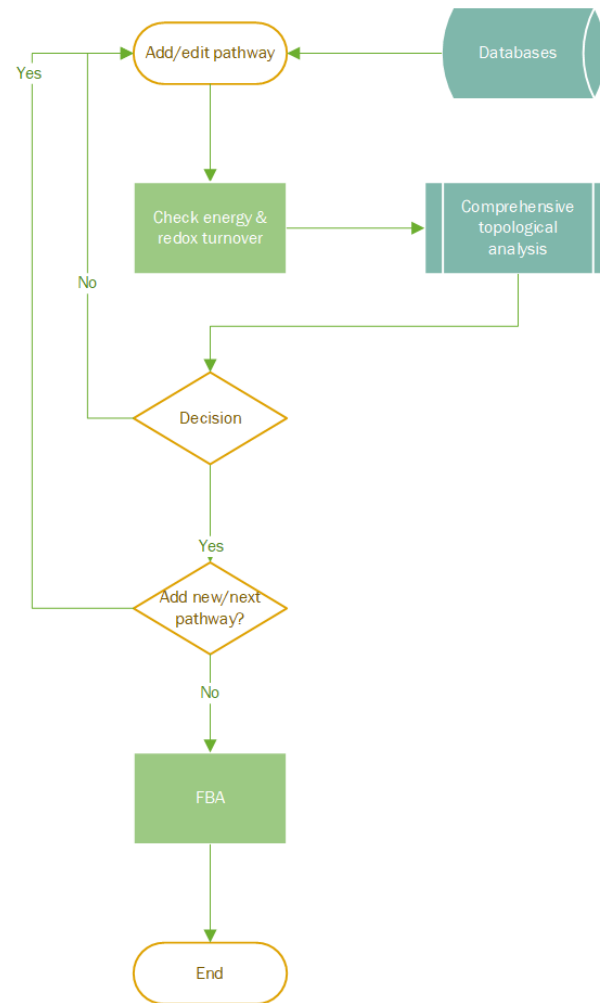 Add/edit pathway
Databases
Yes
Check energy &
redox turnover
Comprehensive
topological
analysis
No
Decision
Yes
Add new/next
pathway?
No
FBA
End